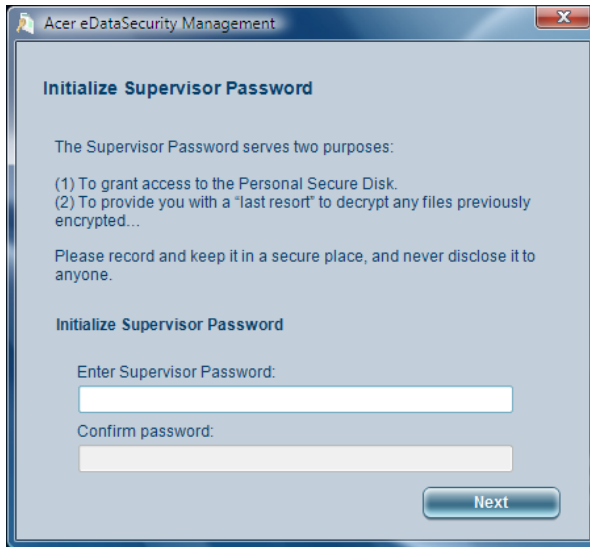 Acer eDataSecurity Management
Initialize Supervisor Password
The Supervisor Password serves two purposes:
(1) To grant access to the Personal Secure Disk.
(2) To provide you with a "last resort" to decrypt any files previously
encrypted...
Please record and keep it in a secure place, and never disclose it to
anyone.
Initialize Supervisor Password
Enter Supervisor Password:
Confirm password:
Next